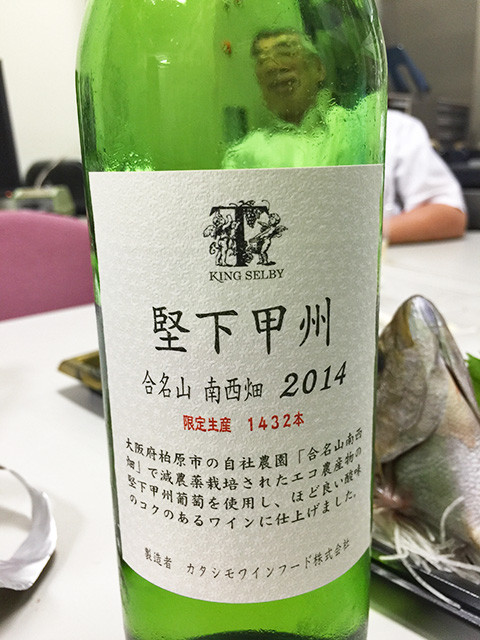 T
KING SELBY
堅下甲州
合名山 南西畑 2014
限定生産 1432本
大阪府柏原市の自社農園「合名山南西
畑」で減農薬栽培されたエコ農産物の
堅下甲州葡萄を使用し、ほど良い酸味
のコクのあるワインに仕上げました。
製造者 カタシモワインフード株式会社